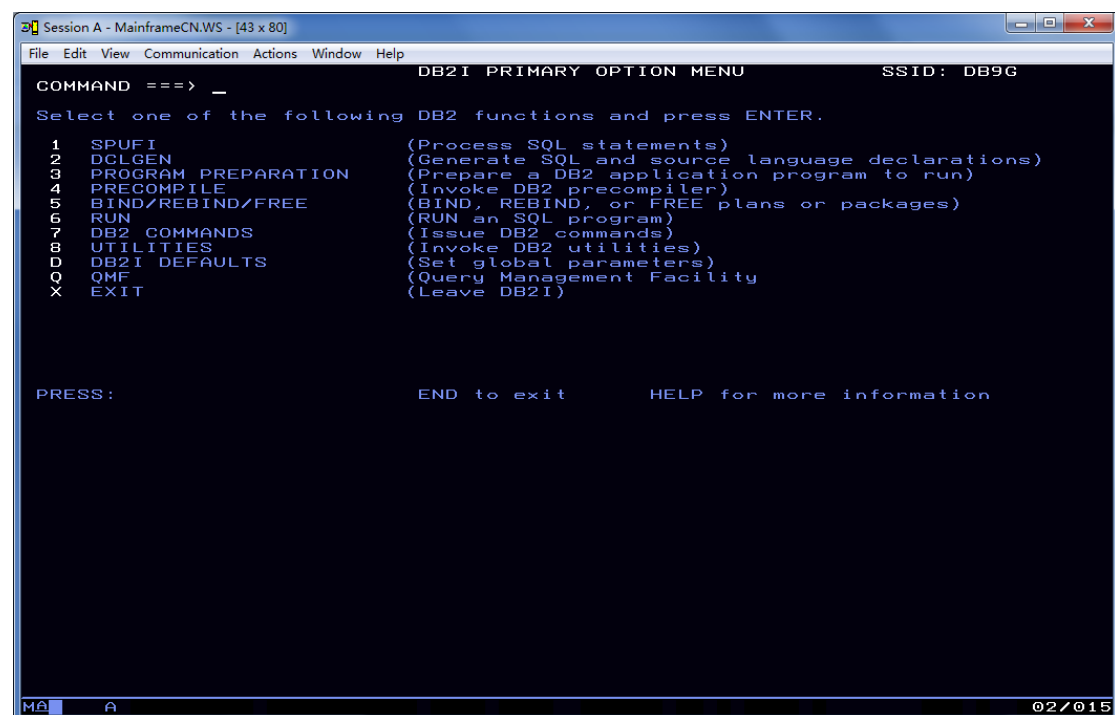 Session A - MainframeCN.WS - [43 x 80]
File Edit View Communication Actions Window Help
DB2I PRIMARY OPTION MENU SSID: DB9G
COMMAND ===> _
Select one of the following DB2 functions and press ENTER.
1 SPUFI (Process SQL statements)
2 DCLGEN (Generate SQL and source language declarations)
3 PROGRAM PREPARATION (Prepare a DB2 application program to run)
4 PRECOMPILE (Invoke DB2 precompiler)
5 BIND/REBIND/FREE (BIND, REBIND, or FREE plans or packages)
6 RUN (RUN an SQL program)
7 DB2 COMMANDS (Issue DB2 commands)
8 UTILITIES (Invoke DB2 utilities)
D DB2I DEFAULTS (Set global parameters)
Q QMF (Query Management Facility
X EXIT (Leave DB2I)
PRESS: END to exit HELP for more information
MA A 02/015